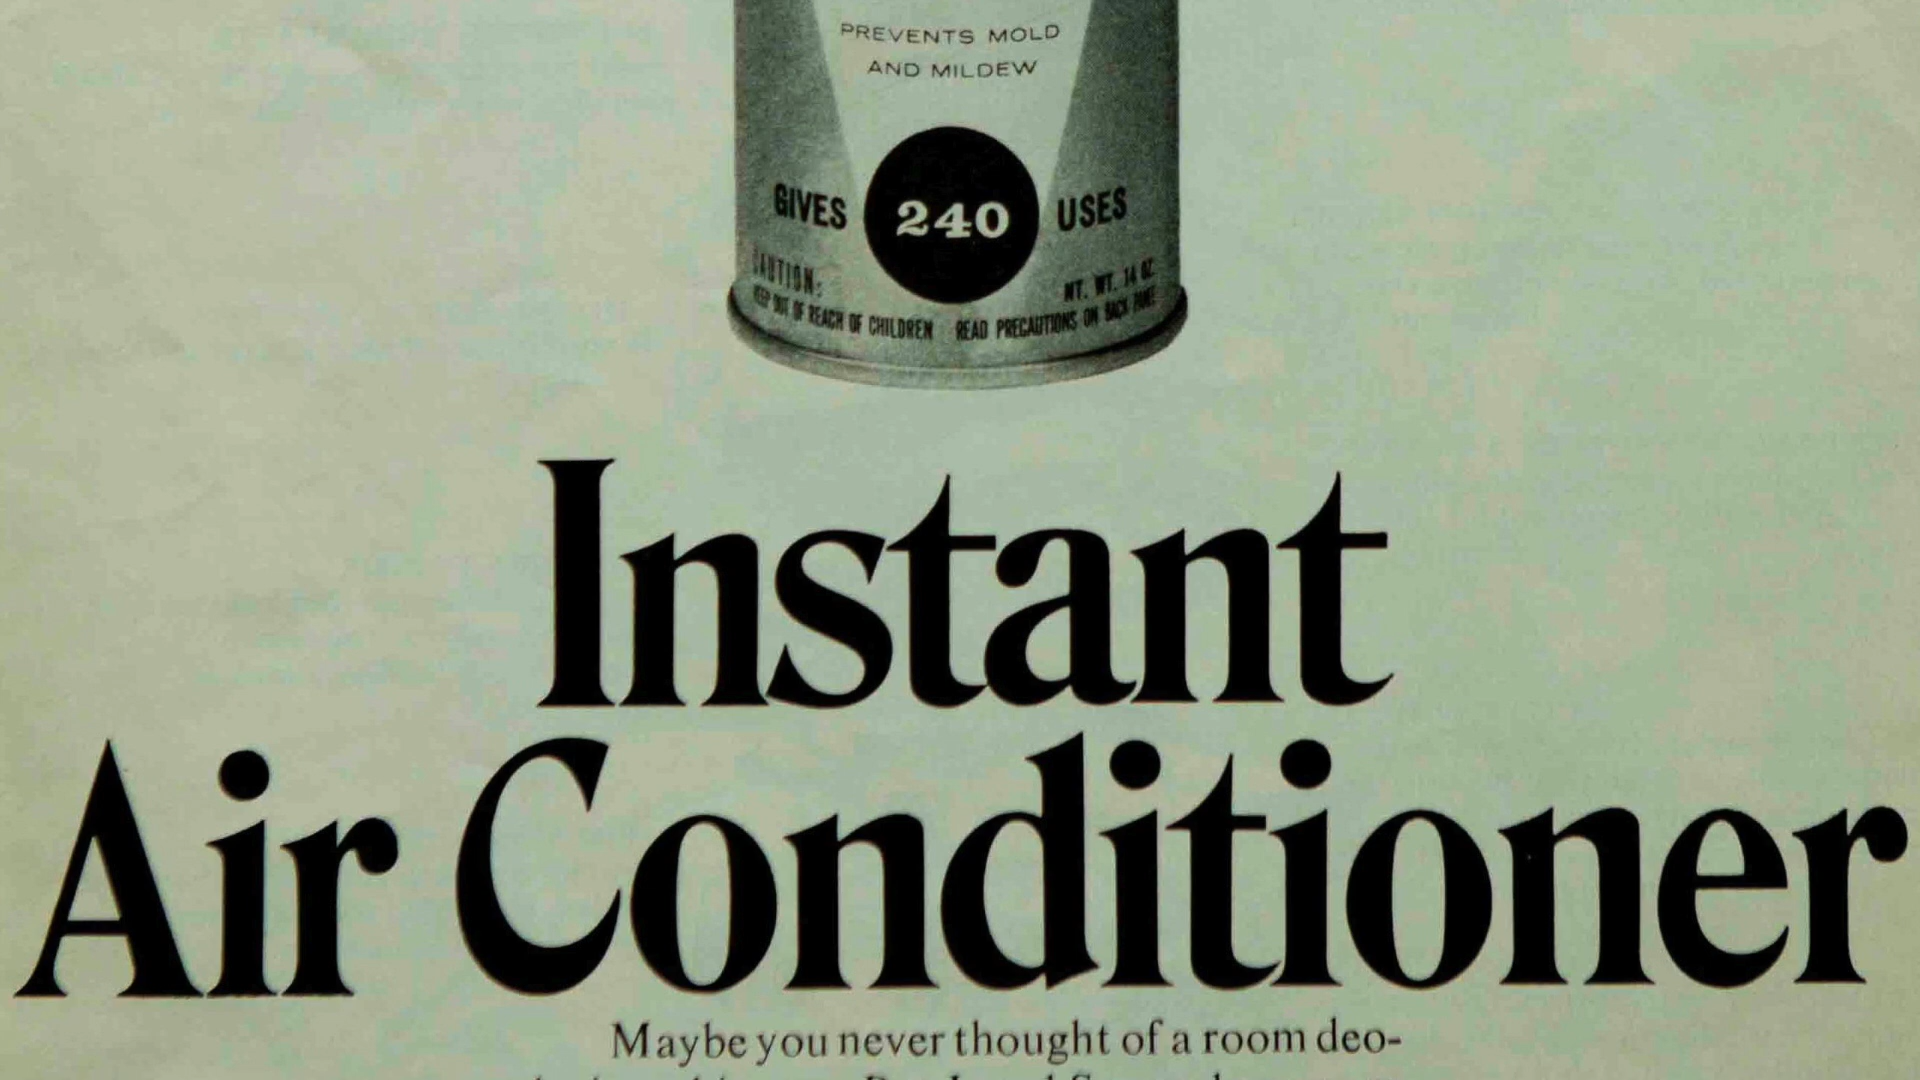 PREVENTS MOLD
AND MILDEW
GIVES 240 USES
CAUTION: NT. WT. 14 OZ.
KEEP OUT OF REACH OF CHILDREN READ PRECAUTIONS ON BACK PANEL
Instant
Air Conditioner
Maybe you never thought of a room deo-